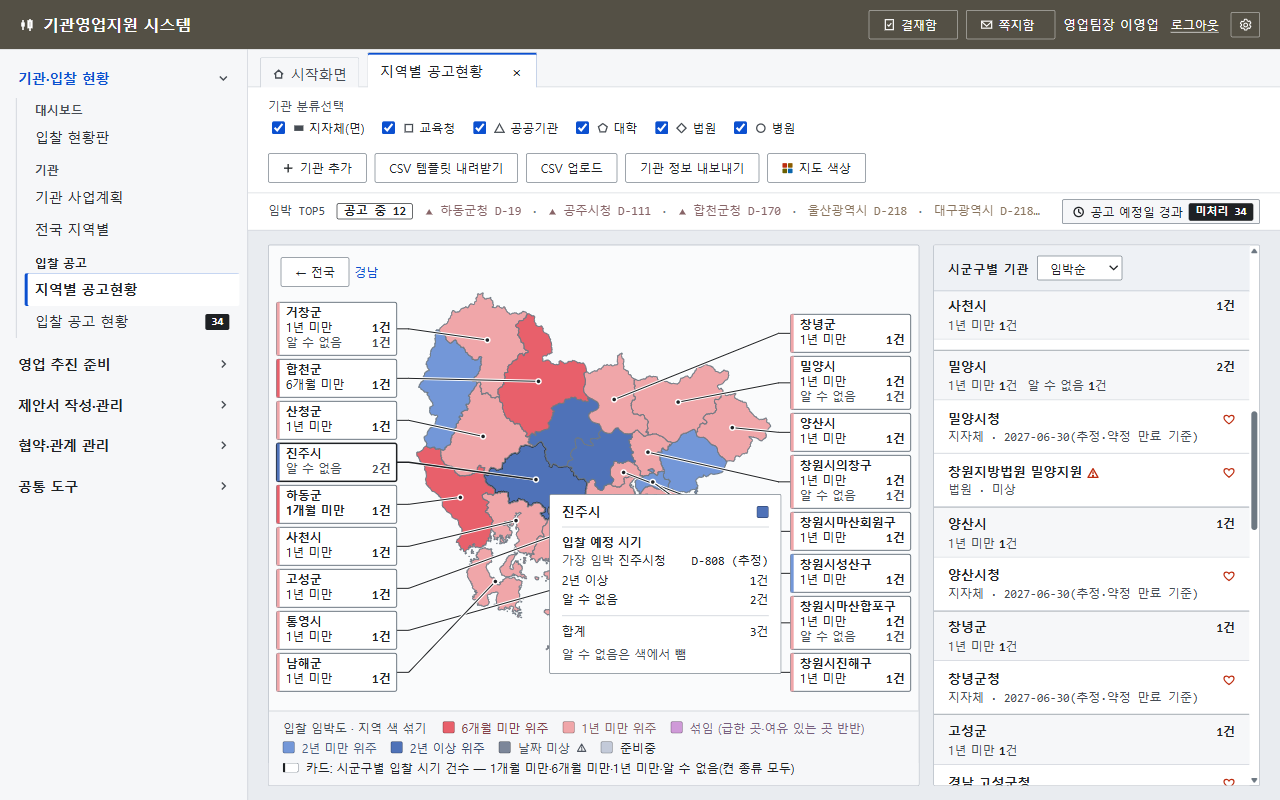 기관영업지원 시스템
결재함
쪽지함
영업팀장 이영업
로그아웃
기관·입찰 현황
대시보드
입찰 현황판
기관
기관 사업계획
전국 지역별
입찰 공고
지역별 공고현황
입찰 공고 현황 34
영업 추진 준비
제안서 작성·관리
협약·관계 관리
공통 도구
시작화면
지역별 공고현황 ×
기관 분류선택
지자체(면) 교육청 공공기관 대학 법원 병원
+ 기관 추가
CSV 템플릿 내려받기
CSV 업로드
기관 정보 내보내기
지도 색상
임박 TOP5 공고 중 12 ▲ 하동군청 D-19 · ▲ 공주시청 D-111 · ▲ 합천군청 D-170 · 울산광역시 D-218 · 대구광역시 D-218…
공고 예정일 경과 미처리 34
← 전국 경남
거창군
1년 미만 1건
알 수 없음 1건
합천군
6개월 미만 1건
산청군
1년 미만 1건
진주시
알 수 없음 2건
하동군
1개월 미만 1건
사천시
1년 미만 1건
고성군
1년 미만 1건
통영시
1년 미만 1건
남해군
1년 미만 1건
창녕군
1년 미만 1건
밀양시
1년 미만 1건
알 수 없음 1건
양산시
1년 미만 1건
창원시의창구
1년 미만 1건
알 수 없음 1건
창원시마산회원구
1년 미만 1건
창원시성산구
1년 미만 1건
창원시마산합포구
1년 미만 1건
알 수 없음 1건
창원시진해구
1년 미만 1건
진주시
입찰 예정 시기
가장 임박 진주시청 D-808 (추정)
2년 이상 1건
알 수 없음 2건
합계 3건
알 수 없음은 색에서 뺌
입찰 임박도 · 지역 색 섞기 6개월 미만 위주 1년 미만 위주 섞임 (급한 곳·여유 있는 곳 반반)
2년 미만 위주 2년 이상 위주 날짜 미상 준비중
카드: 시군구별 입찰 시기 건수 — 1개월 미만·6개월 미만·1년 미만·알 수 없음(켠 종류 모두)
시군구별 기관 임박순
사천시 1건
1년 미만 1건
밀양시 2건
1년 미만 1건 알 수 없음 1건
밀양시청
지자체 · 2027-06-30(추정·약정 만료 기준)
창원지방법원 밀양지원
법원 · 미상
양산시 1건
1년 미만 1건
양산시청
지자체 · 2027-06-30(추정·약정 만료 기준)
창녕군 1건
1년 미만 1건
창녕군청
지자체 · 2027-06-30(추정·약정 만료 기준)
고성군 1건
1년 미만 1건
경남 고성군청